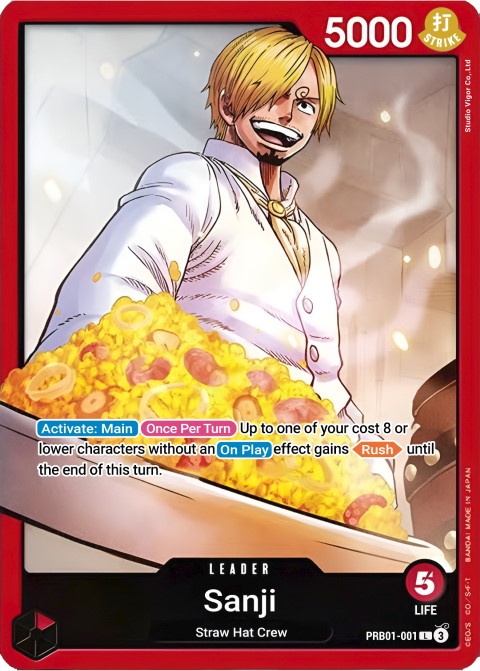 5000
打
STRIKE
Studio Vigor Co.,Ltd
Activate: Main Once Per Turn Up to one of your cost 8 or
lower characters without an On Play effect gains Rush until
the end of this turn.
BANDAI MADE IN JAPAN
LEADER
Sanji
Straw Hat Crew
5
LIFE
PRB01-001 L 3